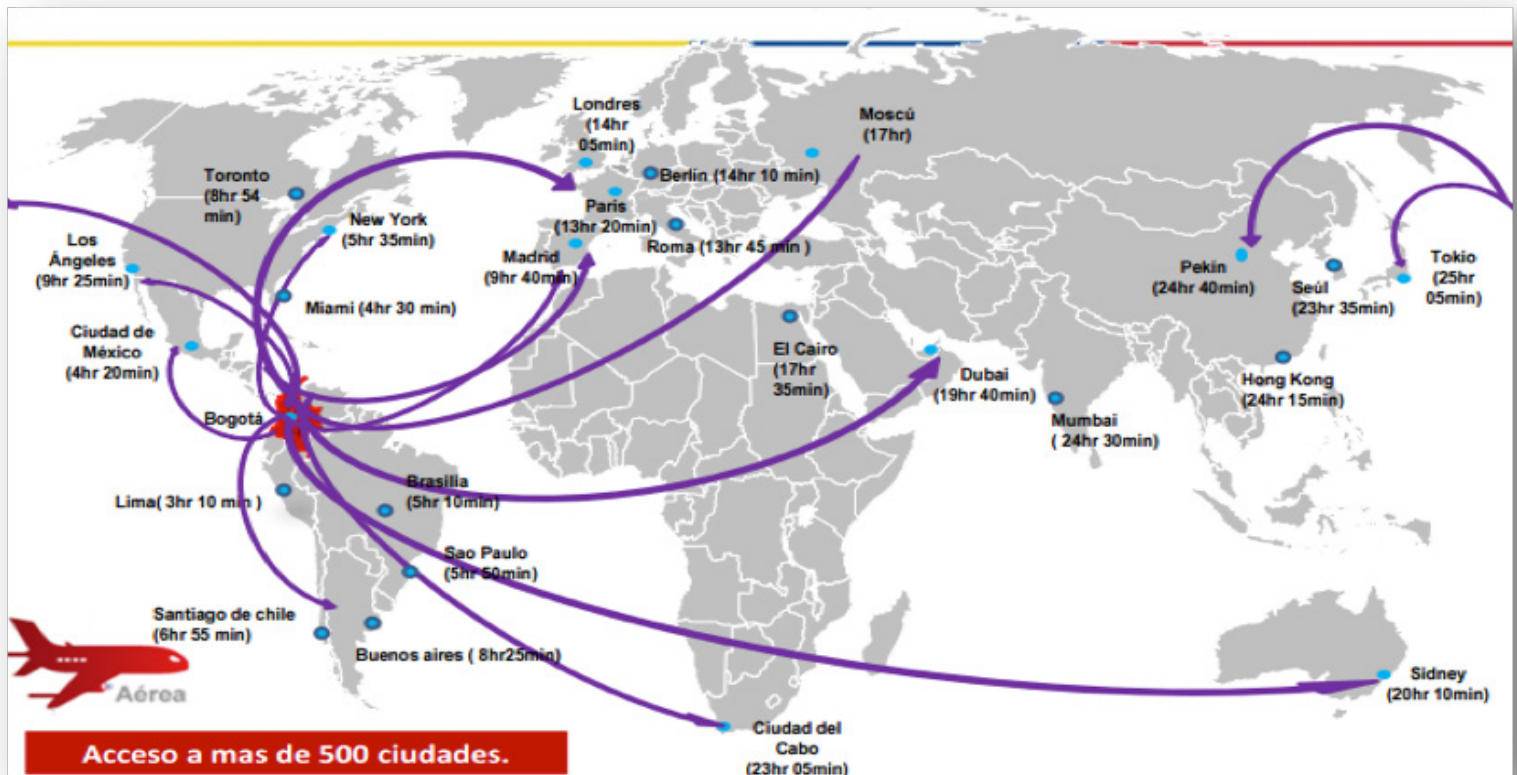 Londres
(14hr
05min)
Moscú
(17hr)
Toronto
(8hr 54
min)
Berlín (14hr 10 min)
New York
(5hr 35min)
Paris
(13hr 20min)
Roma (13hr 45 min )
Los
Ángeles
(9hr 25min)
Madrid
(9hr 40min)
Pekín
(24hr 40min)
Seúl
(23hr 35min)
Tokio
(25hr
05min)
Miami (4hr 30 min)
Ciudad de
México
(4hr 20min)
El Cairo
(17hr
35min)
Dubai
(19hr 40min)
Hong Kong
(24hr 15min)
Mumbai
( 24hr 30min)
Bogotá
Lima( 3hr 10 min )
Brasilia
(5hr 10min)
Sao Paulo
(5hr 50min)
Santiago de chile
(6hr 55 min)
Buenos aires ( 8hr25min)
Aérea
Sidney
(20hr 10min)
Ciudad del
Cabo
(23hr 05min)
Acceso a mas de 500 ciudades.